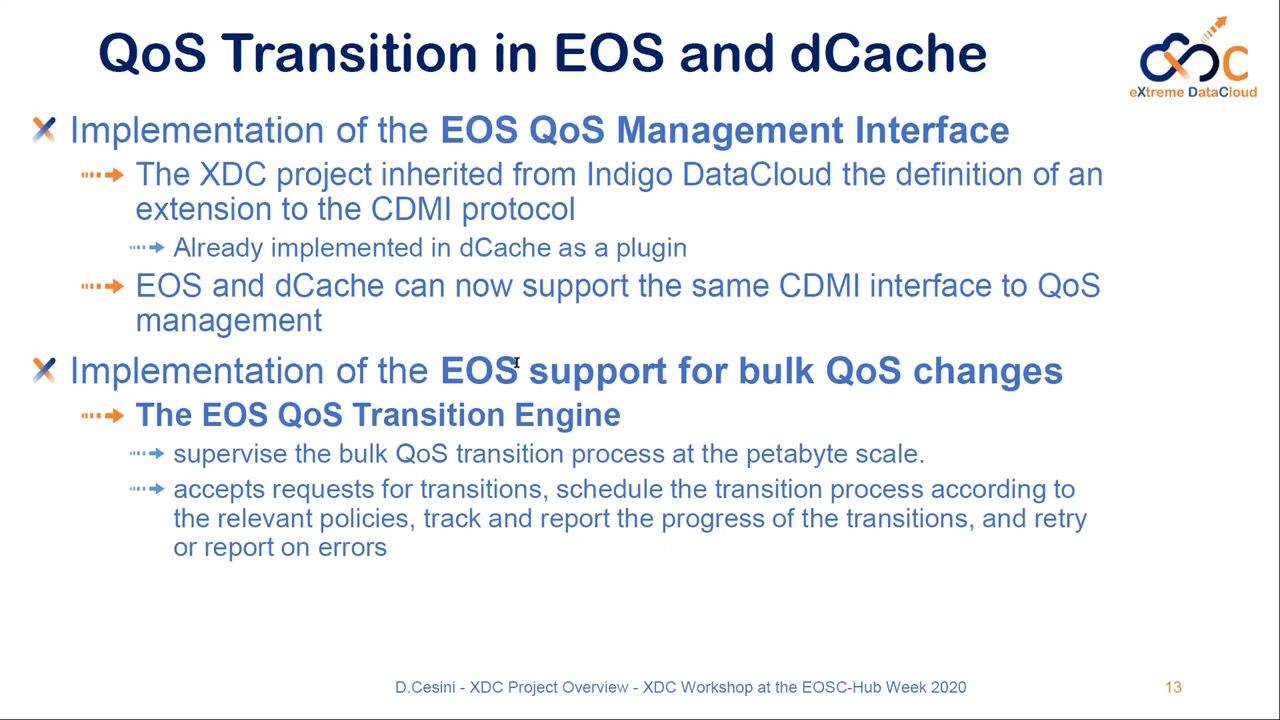 QoS Transition in EOS and dCache
eXtreme DataCloud
Implementation of the EOS QoS Management Interface
The XDC project inherited from Indigo DataCloud the definition of an
extension to the CDMI protocol
Already implemented in dCache as a plugin
EOS and dCache can now support the same CDMI interface to QoS
management
Implementation of the EOS support for bulk QoS changes
The EOS QoS Transition Engine
supervise the bulk QoS transition process at the petabyte scale.
accepts requests for transitions, schedule the transition process according to
the relevant policies, track and report the progress of the transitions, and retry
or report on errors
D.Cesini - XDC Project Overview - XDC Workshop at the EOSC-Hub Week 2020
13